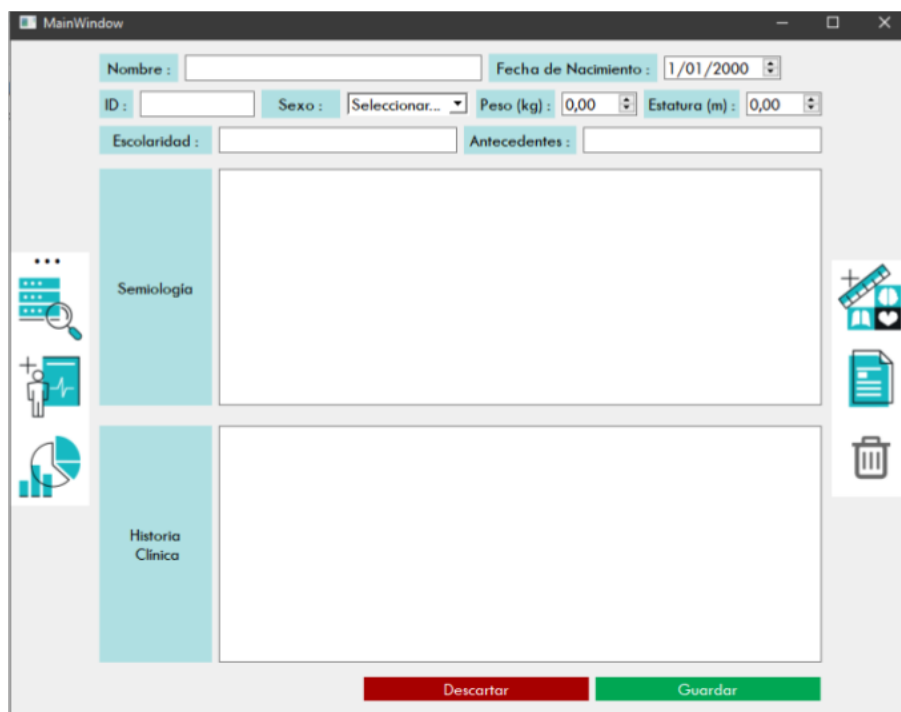 MainWindow
Nombre : Fecha de Nacimiento : 1/01/2000
ID : Sexo : Seleccionar... Peso (kg) : 0,00 Estatura (m) : 0,00
Escolaridad : Antecedentes :
Semiología
Historia
Clínica
Descartar Guardar